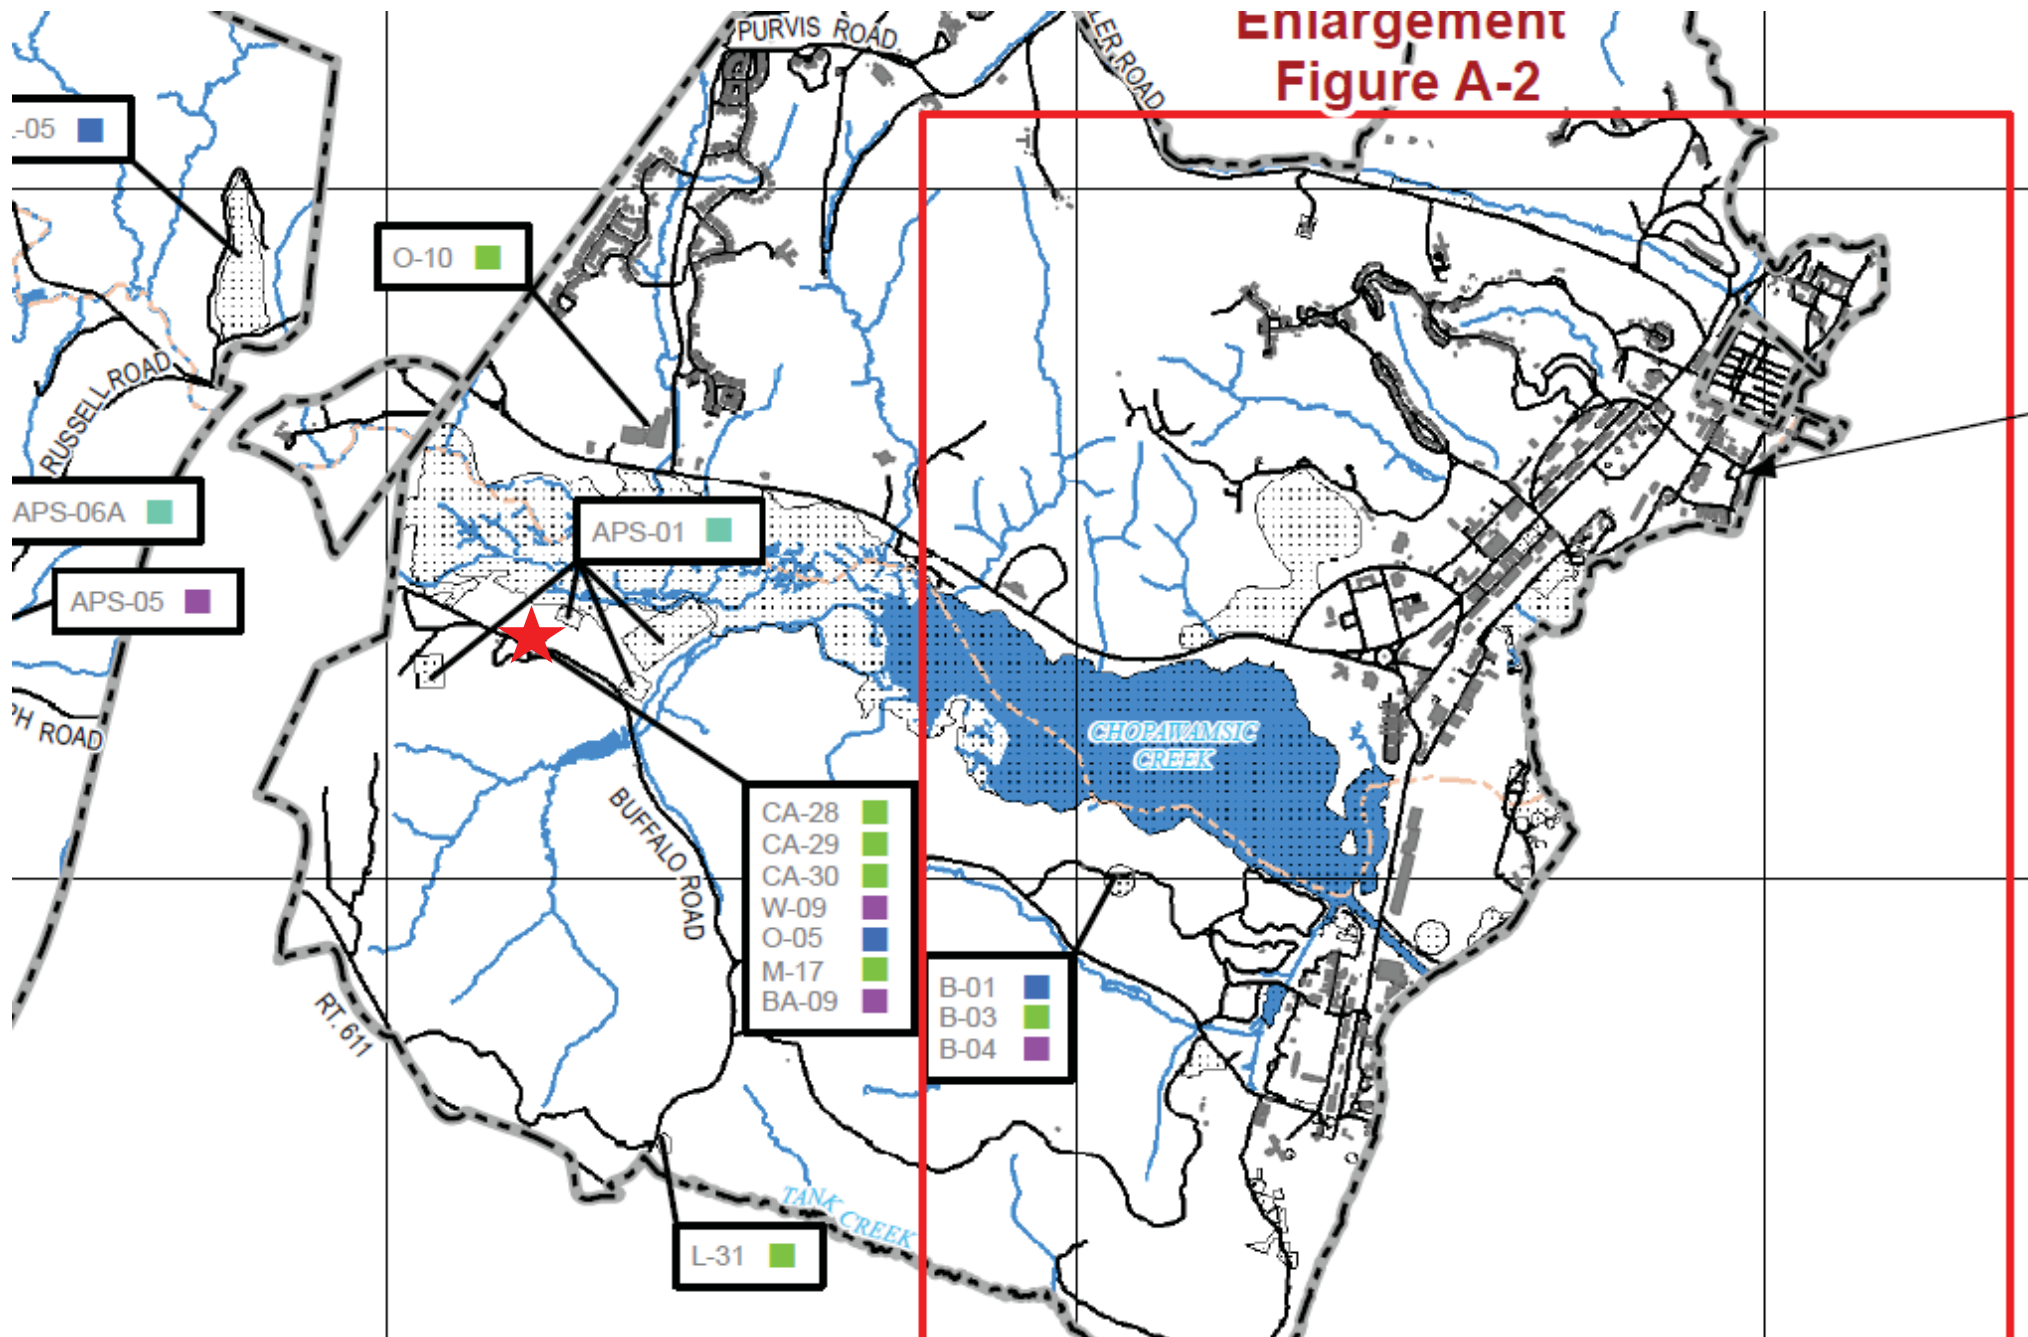 Enlargement
Figure A-2
PURVIS ROAD
LER ROAD
-05
O-10
RUSSELL ROAD
APS-06A
APS-01
APS-05
PH ROAD
CHOPAWAMSIC
CREEK
BUFFALO ROAD
CA-28
CA-29
CA-30
W-09
O-05
M-17
BA-09
B-01
B-03
B-04
RT. 611
TANK CREEK
L-31